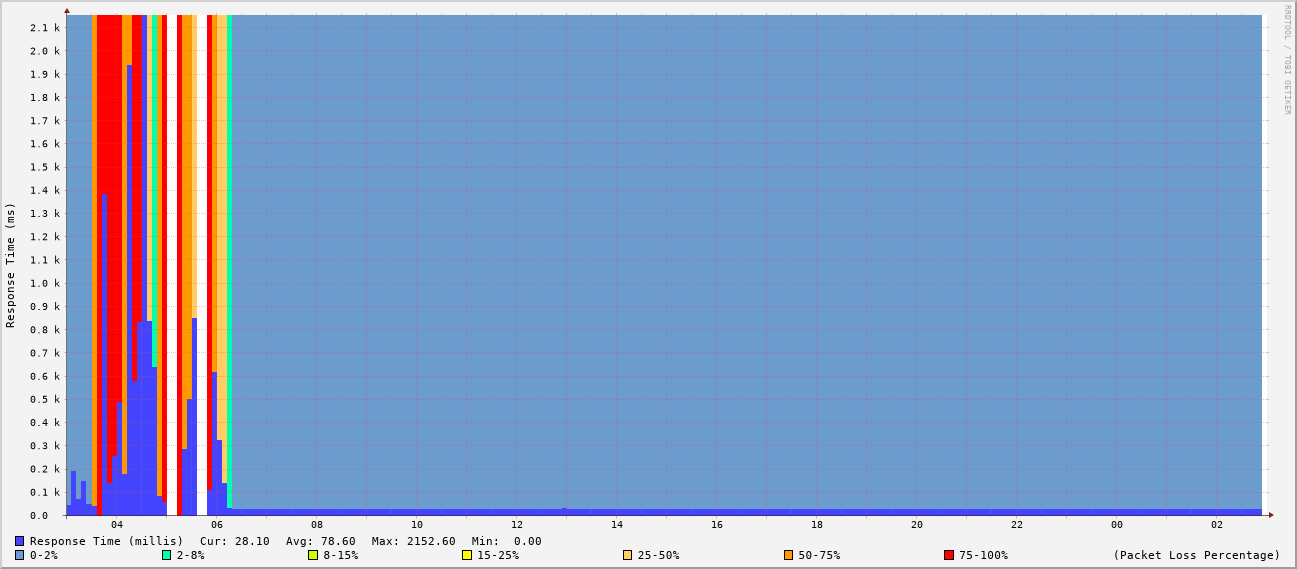 RRDTOOL / TOBI OETIKER
Response Time (ms)
2.1 k
2.0 k
1.9 k
1.8 k
1.7 k
1.6 k
1.5 k
1.4 k
1.3 k
1.2 k
1.1 k
1.0 k
0.9 k
0.8 k
0.7 k
0.6 k
0.5 k
0.4 k
0.3 k
0.2 k
0.1 k
0.0
04 06 08 10 12 14 16 18 20 22 00 02
Response Time (millis) Cur: 28.10 Avg: 78.60 Max: 2152.60 Min: 0.00
0-2% 2-8% 8-15% 15-25% 25-50% 50-75% 75-100% (Packet Loss Percentage)